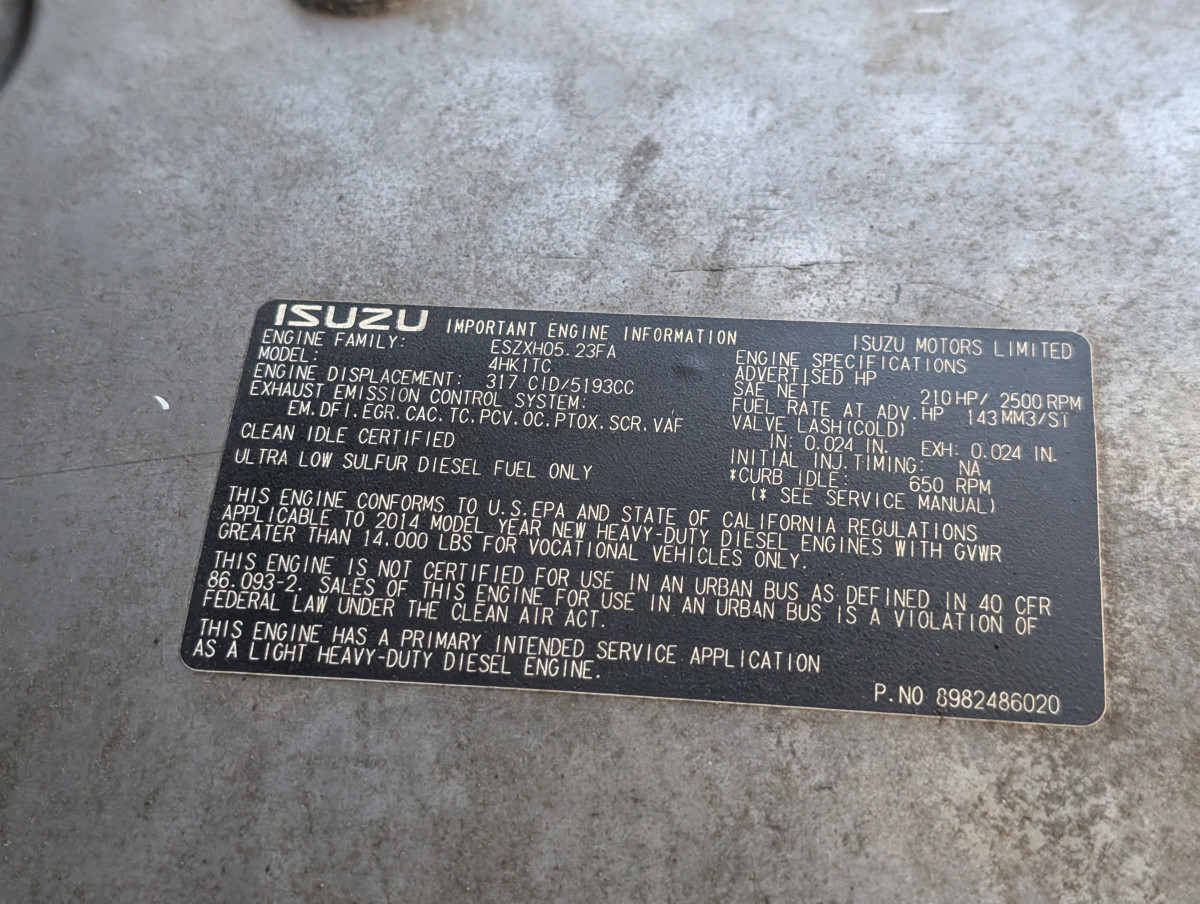 ISUZU IMPORTANT ENGINE INFORMATION ISUZU MOTORS LIMITED
ENGINE FAMILY: ESZXH05.23FA
MODEL: 4HK1TC
ENGINE DISPLACEMENT: 317 CID/5193CC
EXHAUST EMISSION CONTROL SYSTEM:
EM.DFI.EGR.CAC.TC.PCV.OC.PTOX.SCR.VAF
CLEAN IDLE CERTIFIED
ULTRA LOW SULFUR DIESEL FUEL ONLY
ENGINE SPECIFICATIONS
ADVERTISED HP
SAE NET 210HP/ 2500RPM
FUEL RATE AT ADV.HP 143MM3/ST
VALVE LASH(COLD)
IN: 0.024 IN. EXH: 0.024 IN.
INITIAL INJ.TIMING: NA
*CURB IDLE: 650 RPM
(* SEE SERVICE MANUAL)
THIS ENGINE CONFORMS TO U.S.EPA AND STATE OF CALIFORNIA REGULATIONS
APPLICABLE TO 2014 MODEL YEAR NEW HEAVY-DUTY DIESEL ENGINES WITH GVWR
GREATER THAN 14.000 LBS FOR VOCATIONAL VEHICLES ONLY.
THIS ENGINE IS NOT CERTIFIED FOR USE IN AN URBAN BUS AS DEFINED IN 40 CFR
86.093-2. SALES OF THIS ENGINE FOR USE IN AN URBAN BUS IS A VIOLATION OF
FEDERAL LAW UNDER THE CLEAN AIR ACT.
THIS ENGINE HAS A PRIMARY INTENDED SERVICE APPLICATION
AS A LIGHT HEAVY-DUTY DIESEL ENGINE.
P.NO 8982486020